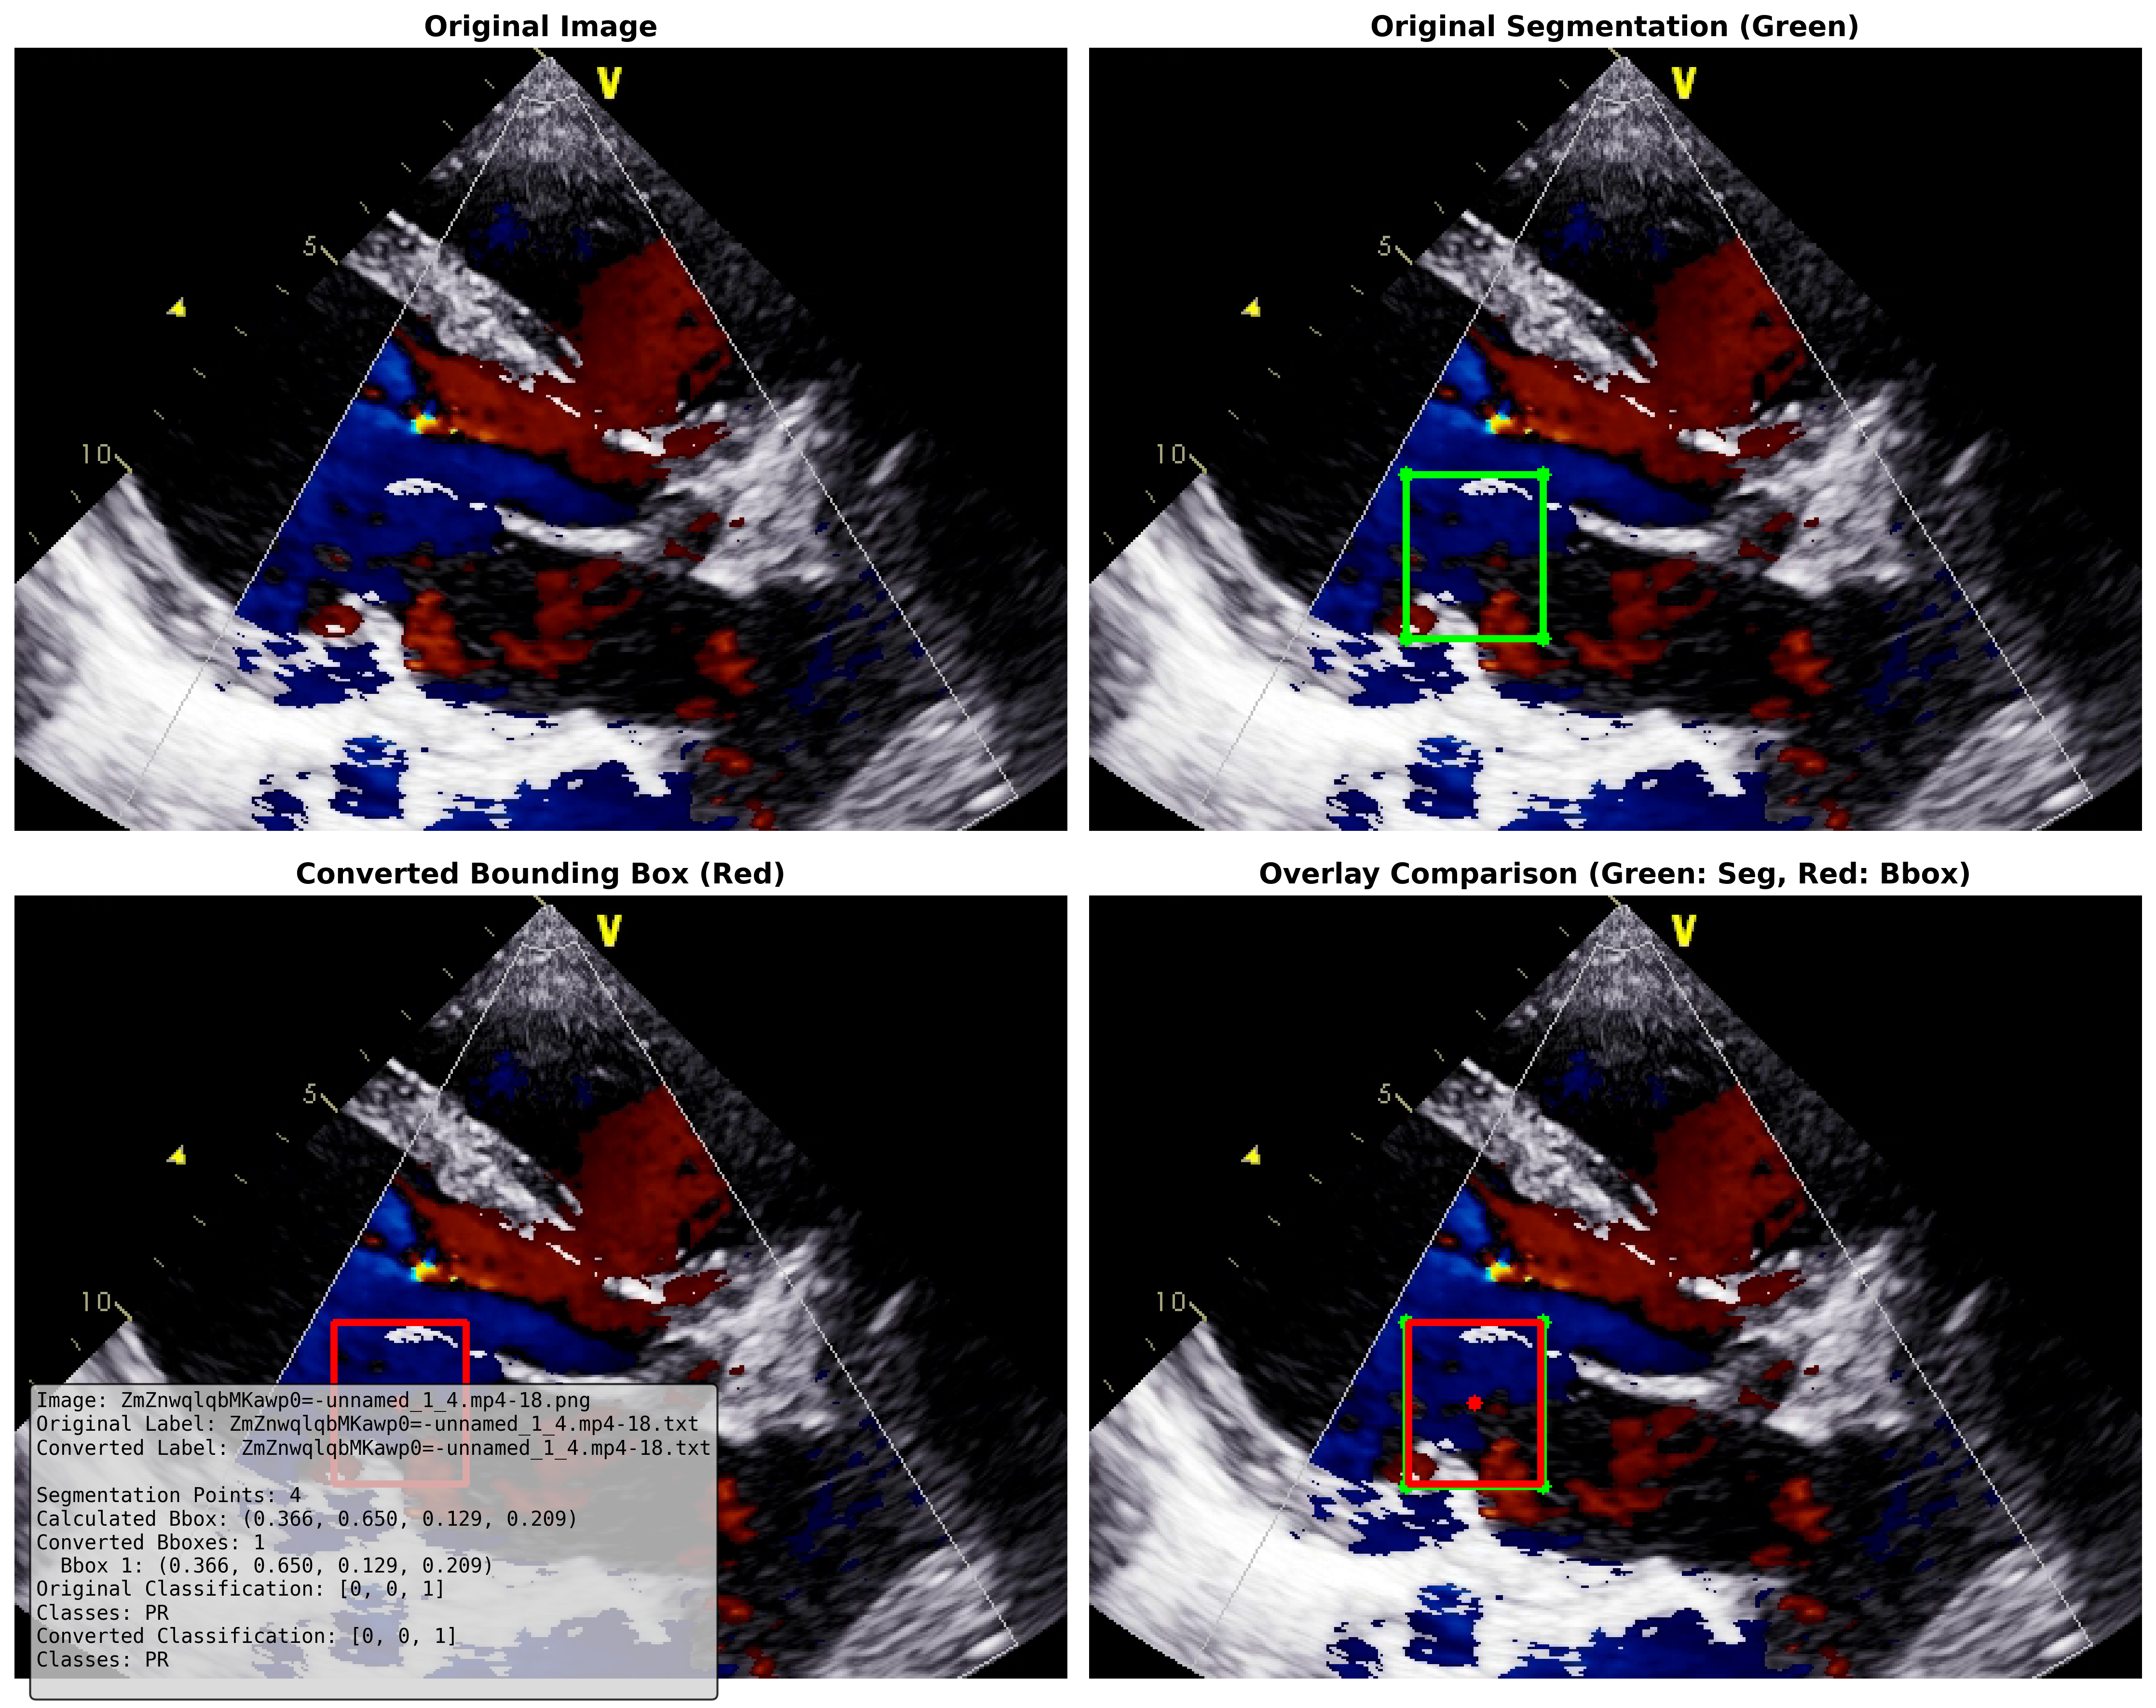 Original Image
Original Segmentation (Green)
V
5
10
V
5
10
Converted Bounding Box (Red)
Overlay Comparison (Green: Seg, Red: Bbox)
V
5
10
V
5
10
Image: ZmZnwqlqbMKawp0=-unnamed_1_4.mp4-18.png
Original Label: ZmZnwqlqbMKawp0=-unnamed_1_4.mp4-18.txt
Converted Label: ZmZnwqlqbMKawp0=-unnamed_1_4.mp4-18.txt
Segmentation Points: 4
Calculated Bbox: (0.366, 0.650, 0.129, 0.209)
Converted Bboxes: 1
Bbox 1: (0.366, 0.650, 0.129, 0.209)
Original Classification: [0, 0, 1]
Classes: PR
Converted Classification: [0, 0, 1]
Classes: PR